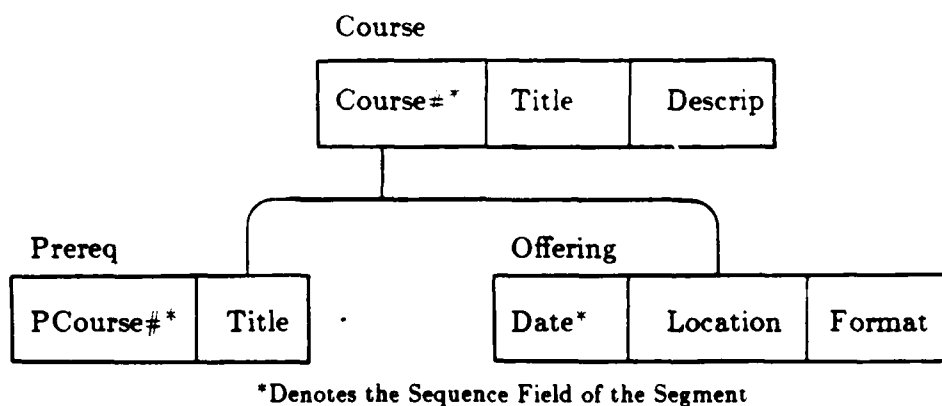 Course
Course#* Title Descrip
Prereq Offering
PCourse#* Title Date* Location Format
*Denotes the Sequence Field of the Segment